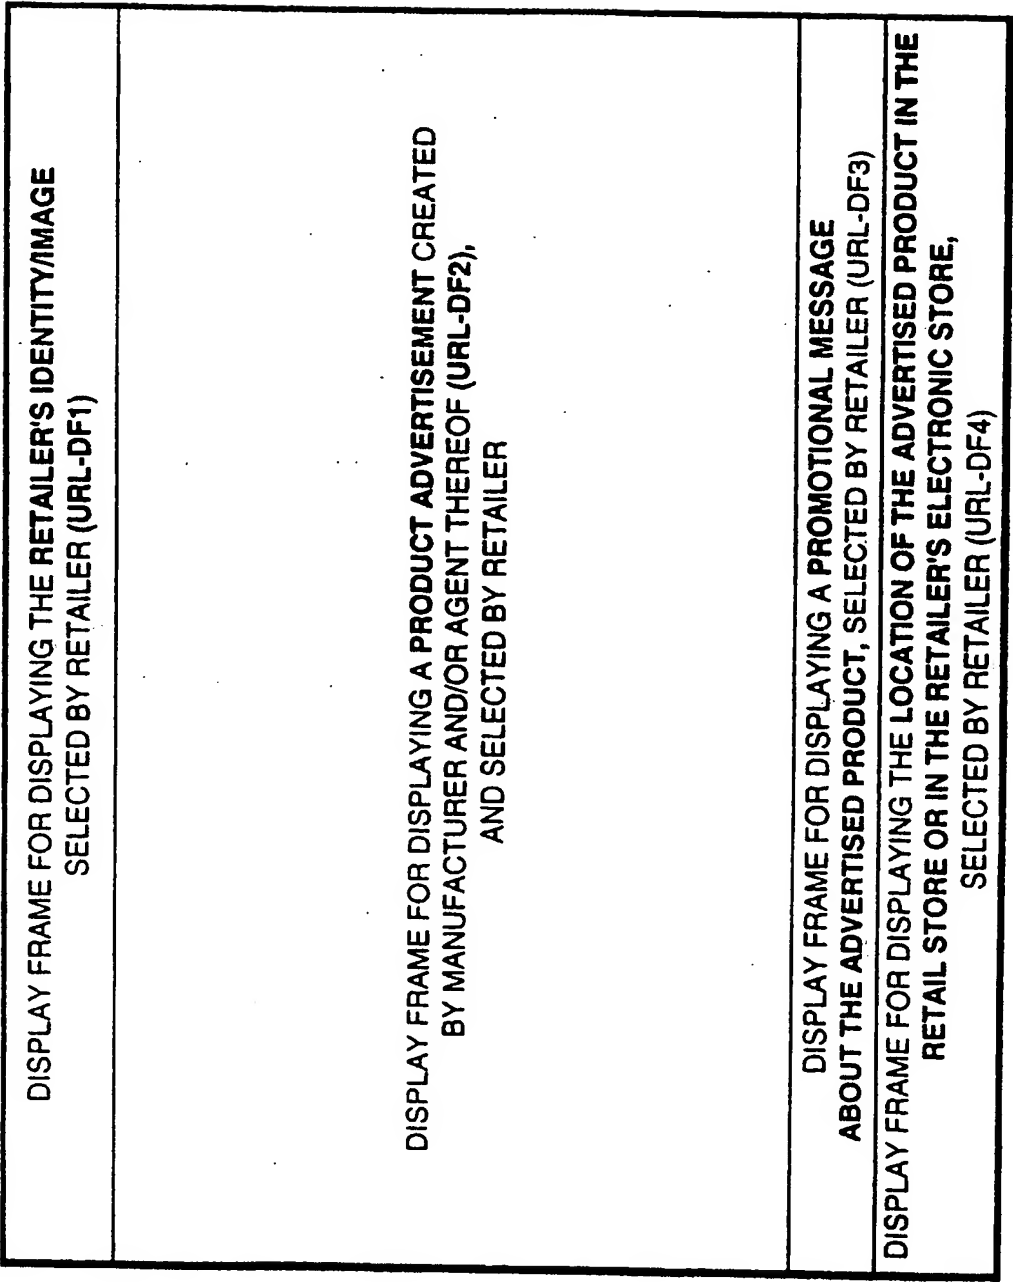 DISPLAY FRAME FOR DISPLAYING THE RETAILER'S IDENTITY/IMAGE
SELECTED BY RETAILER (URL-DF1)
DISPLAY FRAME FOR DISPLAYING A PRODUCT ADVERTISEMENT CREATED
BY MANUFACTURER AND/OR AGENT THEREOF (URL-DF2),
AND SELECTED BY RETAILER
DISPLAY FRAME FOR DISPLAYING A PROMOTIONAL MESSAGE
ABOUT THE ADVERTISED PRODUCT, SELECTED BY RETAILER (URL-DF3)
DISPLAY FRAME FOR DISPLAYING THE LOCATION OF THE ADVERTISED PRODUCT IN THE
RETAIL STORE OR IN THE RETAILER'S ELECTRONIC STORE,
SELECTED BY RETAILER (URL-DF4)